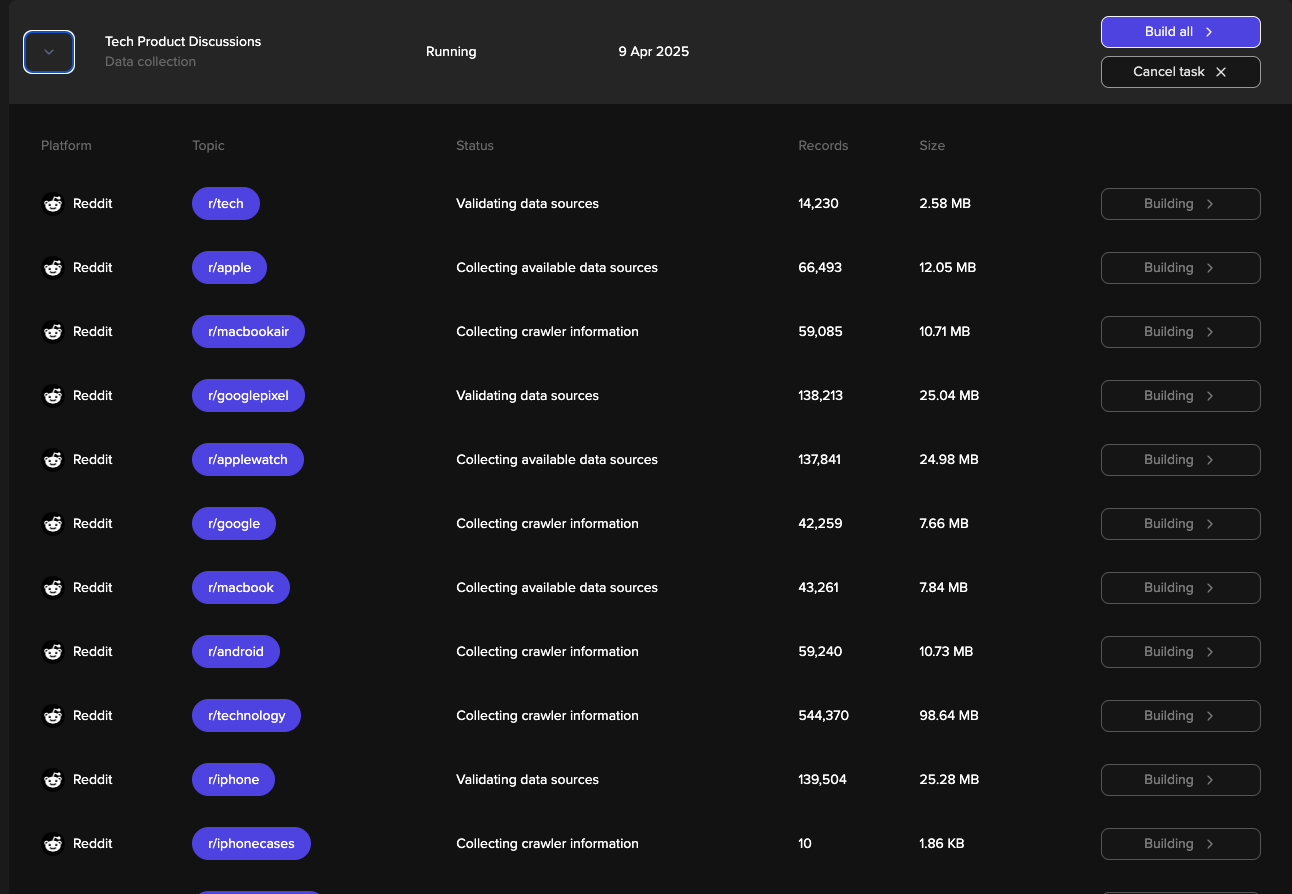 Tech Product Discussions
Data collection
Running
9 Apr 2025
Build all
Cancel task
Platform Topic Status Records Size
Reddit r/tech Validating data sources 14,230 2.58 MB Building
Reddit r/apple Collecting available data sources 66,493 12.05 MB Building
Reddit r/macbookair Collecting crawler information 59,085 10.71 MB Building
Reddit r/googlepixel Validating data sources 138,213 25.04 MB Building
Reddit r/applewatch Collecting available data sources 137,841 24.98 MB Building
Reddit r/google Collecting crawler information 42,259 7.66 MB Building
Reddit r/macbook Collecting available data sources 43,261 7.84 MB Building
Reddit r/android Collecting crawler information 59,240 10.73 MB Building
Reddit r/technology Collecting crawler information 544,370 98.64 MB Building
Reddit r/iphone Validating data sources 139,504 25.28 MB Building
Reddit r/iphonecases Collecting crawler information 10 1.86 KB Building